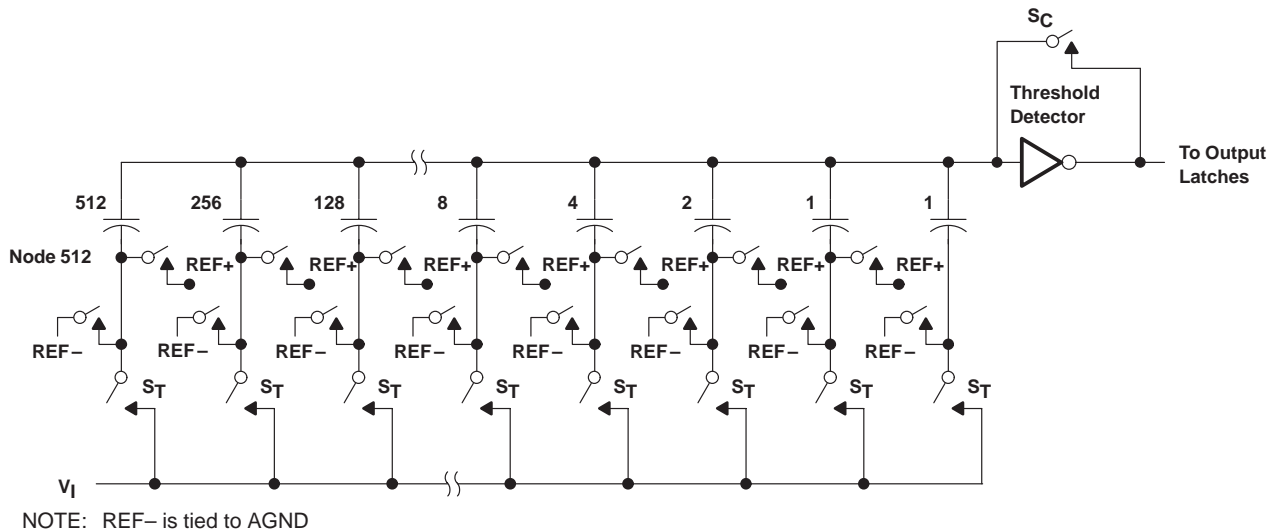 SC
Threshold
Detector
To Output
Latches
512 256 128 8 4 2 1 1
Node 512 REF+ REF+ REF+ REF+ REF+ REF+ REF+
REF– REF– REF– REF– REF– REF– REF– REF–
ST ST ST ST ST ST ST ST
VI
NOTE: REF– is tied to AGND